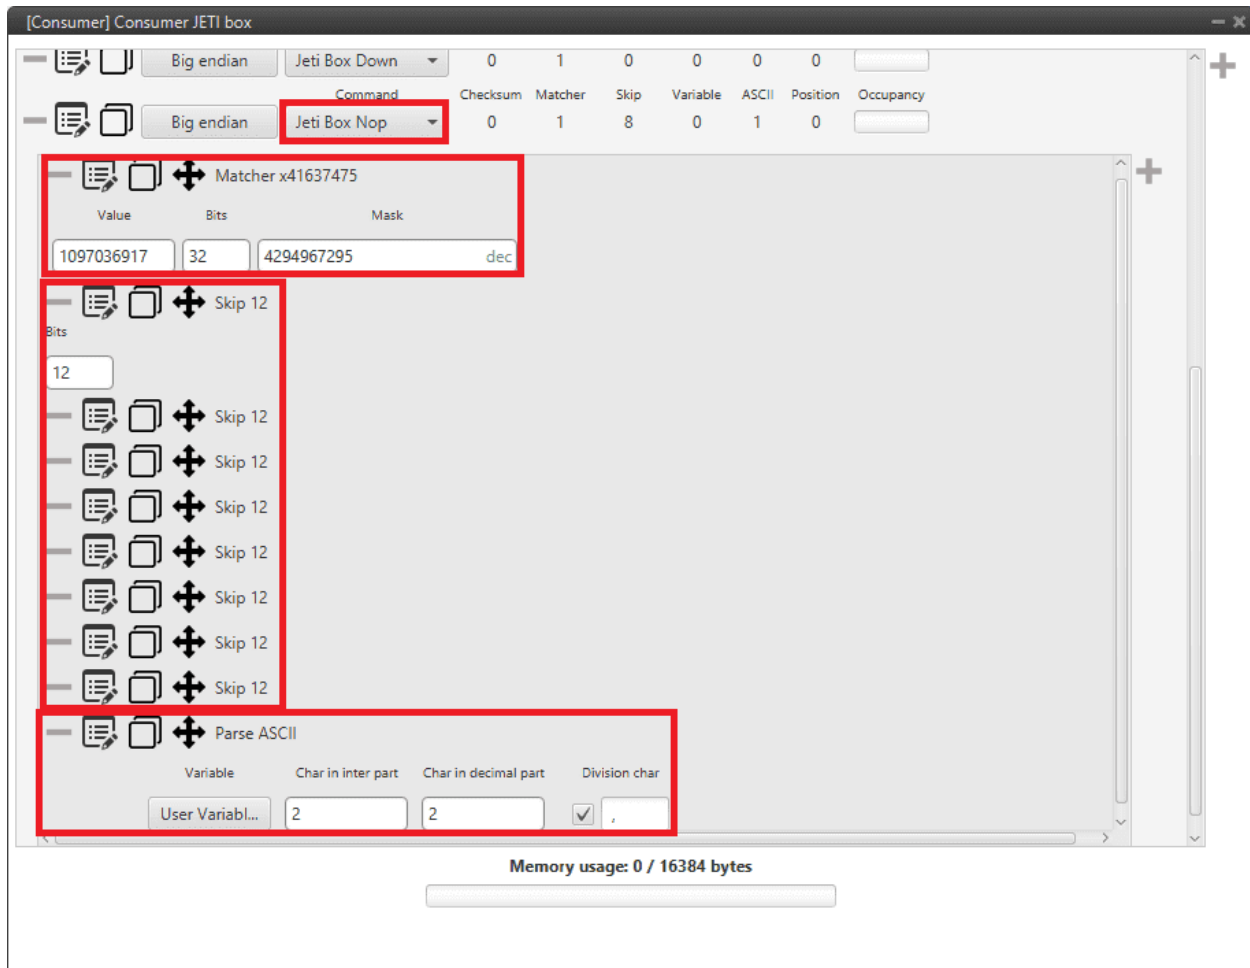 [Consumer] Consumer JETI box
Big endian Jeti Box Down 0 1 0 0 0 0
Command Checksum Matcher Skip Variable ASCII Position Occupancy
Big endian Jeti Box Nop 0 1 8 0 1 0
Matcher x41637475
Value Bits Mask
1097036917 32 4294967295 dec
Skip 12
Bits
12
Skip 12
Skip 12
Skip 12
Skip 12
Skip 12
Skip 12
Skip 12
Parse ASCII
Variable Char in inter part Char in decimal part Division char
User Variabl... 2 2 ,
Memory usage: 0 / 16384 bytes